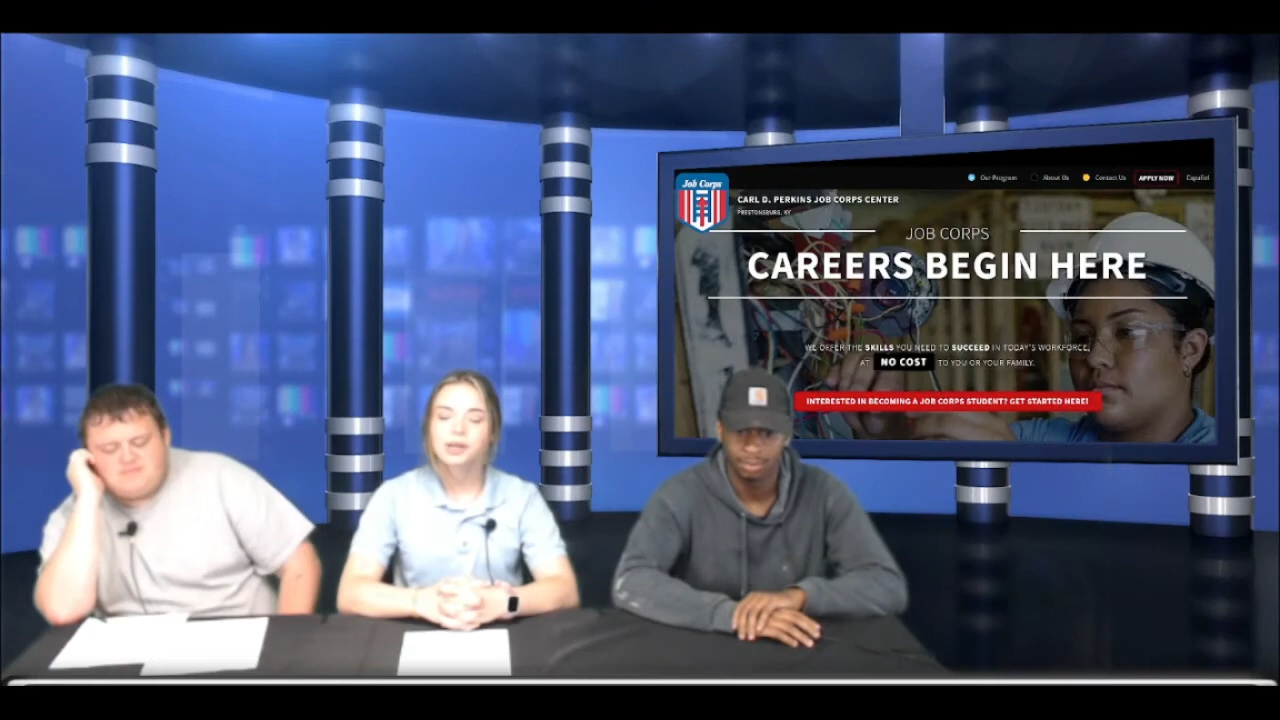 Our Program About Us Contact Us APPLY NOW Español
Job Corps
CARL D. PERKINS JOB CORPS CENTER
PRESTONSBURG, KY
JOB CORPS
CAREERS BEGIN HERE
WE OFFER THE SKILLS YOU NEED TO SUCCEED IN TODAY'S WORKFORCE,
AT NO COST TO YOU OR YOUR FAMILY.
INTERESTED IN BECOMING A JOB CORPS STUDENT? GET STARTED HERE!